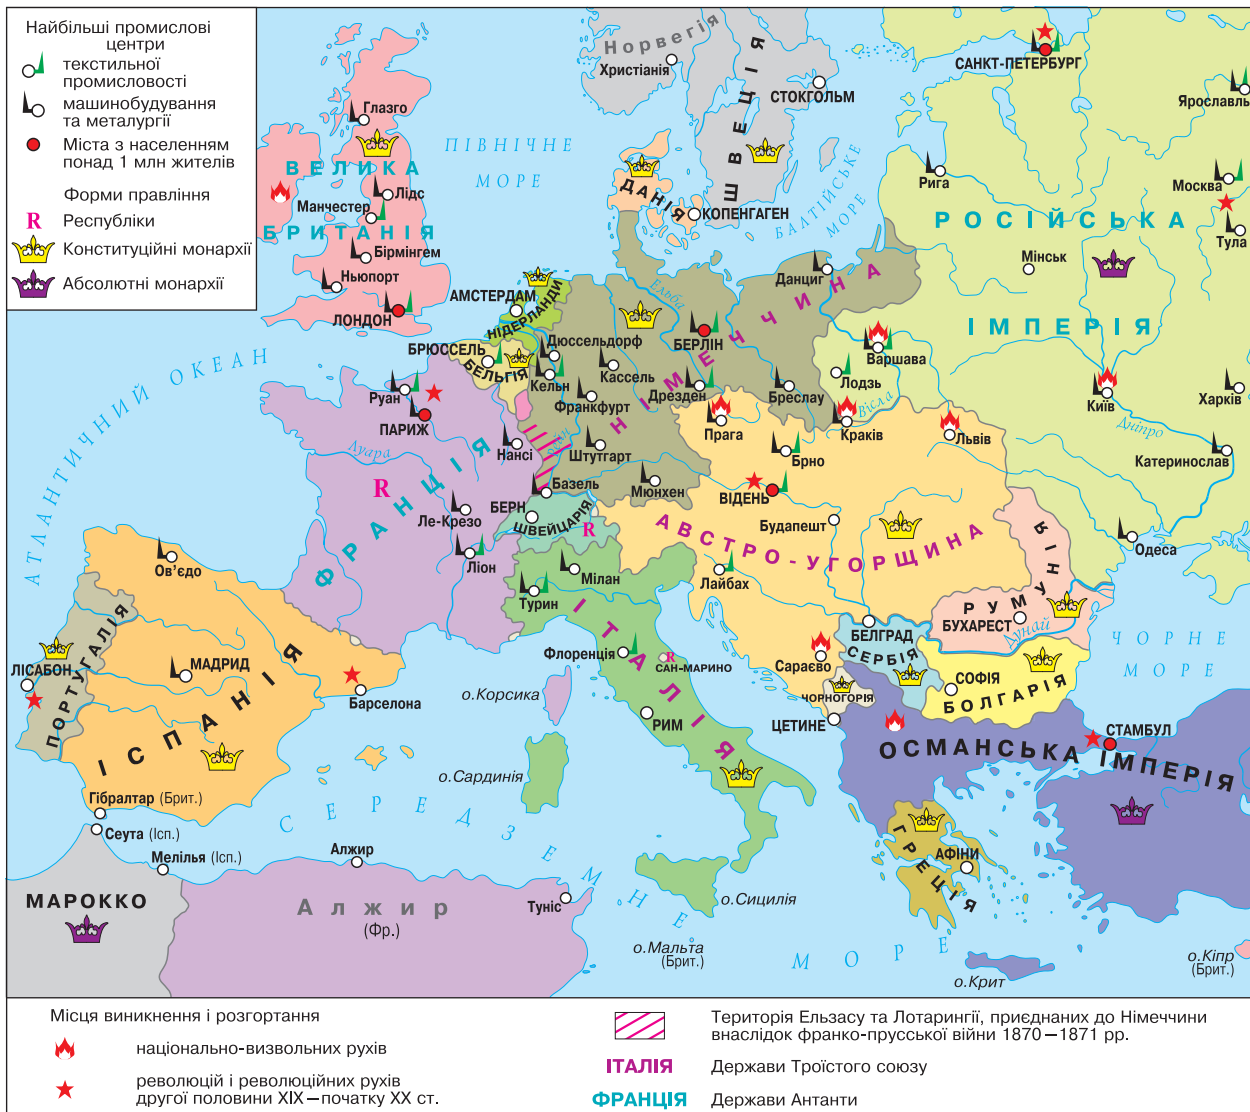 Найбільші промислові
центри
текстильної
промисловості
машинобудування
та металургії
Міста з населенням
понад 1 млн жителів
Форми правління
R Республіки
Конституційні монархії
Абсолютні монархії
Норвегія
Христіанія
ШВЕЦІЯ
СТОКГОЛЬМ
САНКТ-ПЕТЕРБУРГ
Ярославль
Глазго
ПІВНІЧНЕ
МОРЕ
ВЕЛИКА
БРИТАНІЯ
Лідс
Манчестер
Бірмінгем
Ньюпорт
ЛОНДОН
ДАНІЯ
КОПЕНГАГЕН
БАЛТІЙСЬКЕ
МОРЕ
Рига
Москва
Тула
РОСІЙСЬКА
ІМПЕРІЯ
Мінськ
Данциг
АМСТЕРДАМ
НІДЕРЛАНДИ
Ельба
БЕРЛІН
НІМЕЧЧИНА
Варшава
Лодзь
БРЮССЕЛЬ
БЕЛЬГІЯ
Дюссельдорф
Кельн
Кассель
Франкфурт
Дрезден
Бреслау
Вісла
Київ
Харків
Дніпро
Катеринослав
Одеса
АТЛАНТИЧНИЙ ОКЕАН
Руан
ПАРИЖ
Луара
ФРАНЦІЯ
R
Нансі
Штутгарт
Мюнхен
Прага
Краків
Львів
Брно
ВІДЕНЬ
Будапешт
АВСТРО-УГОРЩИНА
Базель
БЕРН
ШВЕЙЦАРІЯ
R
Ле-Крезо
Ліон
Мілан
Турин
Лайбах
ІТАЛІЯ
Флоренція
R
САН-МАРИНО
РИМ
РУМУНІЯ
БУХАРЕСТ
Дунай
БЕЛГРАД
СЕРБІЯ
Сараєво
ЧОРНОГОРІЯ
ЦЕТИНЕ
СОФІЯ
БОЛГАРІЯ
ЧОРНЕ
МОРЕ
Ов’єдо
ПОРТУГАЛІЯ
ЛІСАБОН
МАДРИД
Барселона
ІСПАНІЯ
о.Корсика
о.Сардинія
СТАМБУЛ
ОСМАНСЬКА ІМПЕРІЯ
ГРЕЦІЯ
АФІНИ
Гібралтар (Брит.)
Сеута (Ісп.)
Мелілья (Ісп.)
Алжир
СЕРЕДЗЕМНЕ
МОРЕ
МАРОККО
Алжир
(Фр.)
Туніс
о.Сицилія
о.Мальта
(Брит.)
о.Крит
о.Кіпр
(Брит.)
Місця виникнення і розгортання
національно-визвольних рухів
революцій і революційних рухів
другої половини XIX–початку XX ст.
Територія Ельзасу та Лотарингії, приєднаних до Німеччини
внаслідок франко-прусської війни 1870–1871 рр.
ІТАЛІЯ Держави Троїстого союзу
ФРАНЦІЯ Держави Антанти